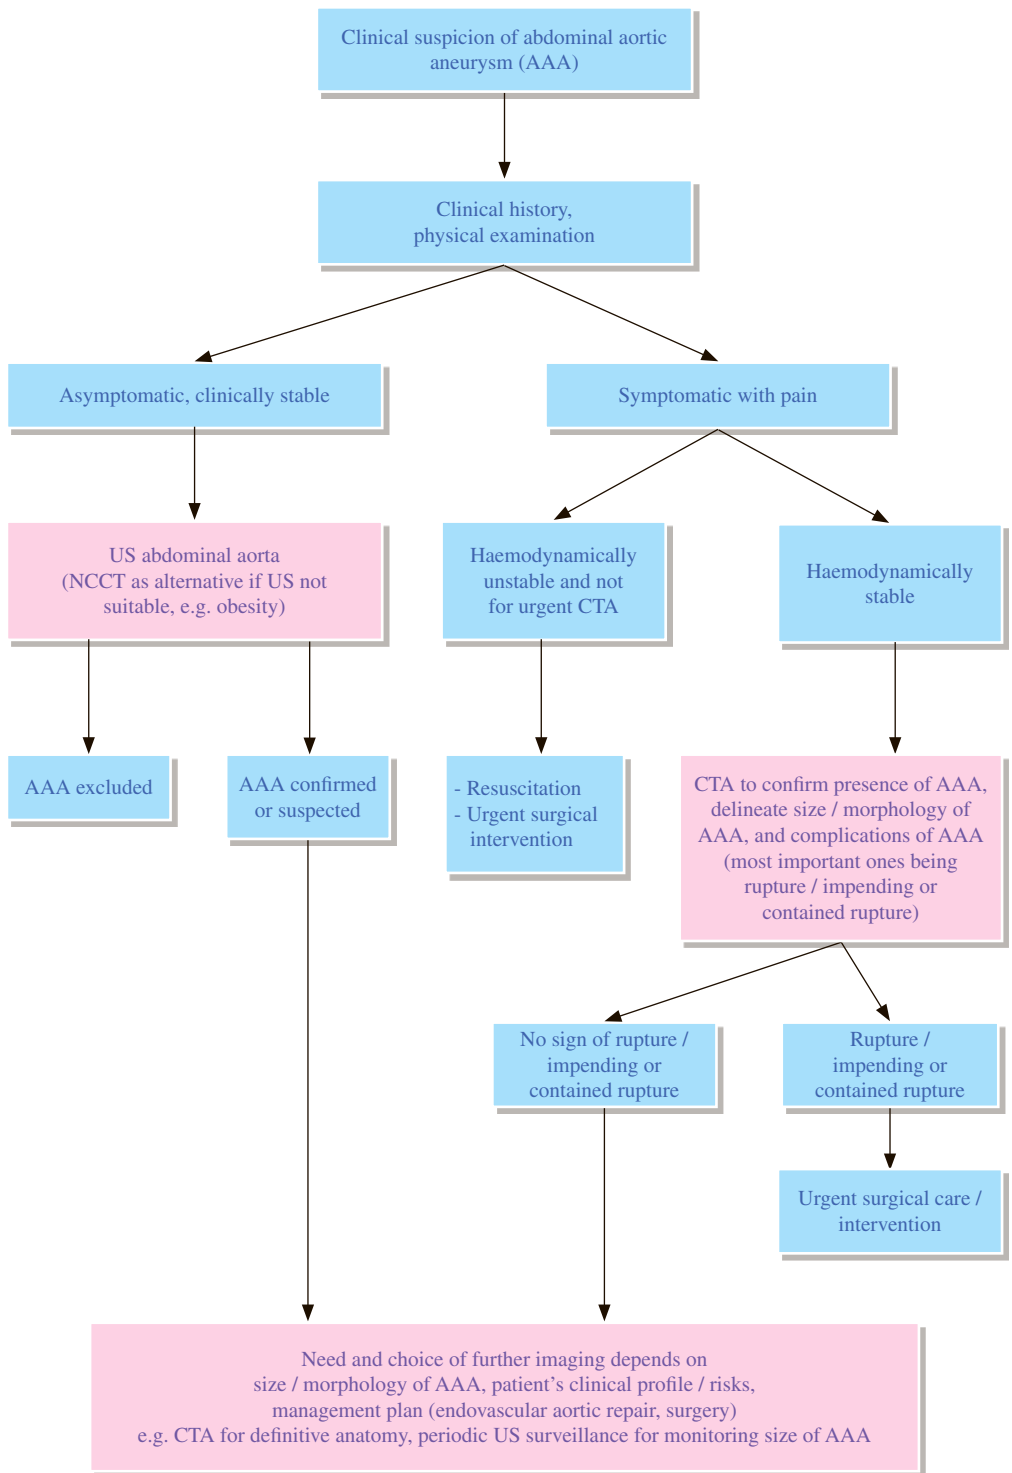 Clinical suspicion of abdominal aortic
aneurysm (AAA)
Clinical history,
physical examination
Asymptomatic, clinically stable
Symptomatic with pain
US abdominal aorta
(NCCT as alternative if US not
suitable, e.g. obesity)
Haemodynamically
unstable and not
for urgent CTA
Haemodynamically
stable
AAA excluded
AAA confirmed
or suspected
- Resuscitation
- Urgent surgical
intervention
CTA to confirm presence of AAA,
delineate size / morphology of
AAA, and complications of AAA
(most important ones being
rupture / impending or
contained rupture)
No sign of rupture /
impending or
contained rupture
Rupture /
impending or
contained rupture
Urgent surgical care /
intervention
Need and choice of further imaging depends on
size / morphology of AAA, patient’s clinical profile / risks,
management plan (endovascular aortic repair, surgery)
e.g. CTA for definitive anatomy, periodic US surveillance for monitoring size of AAA